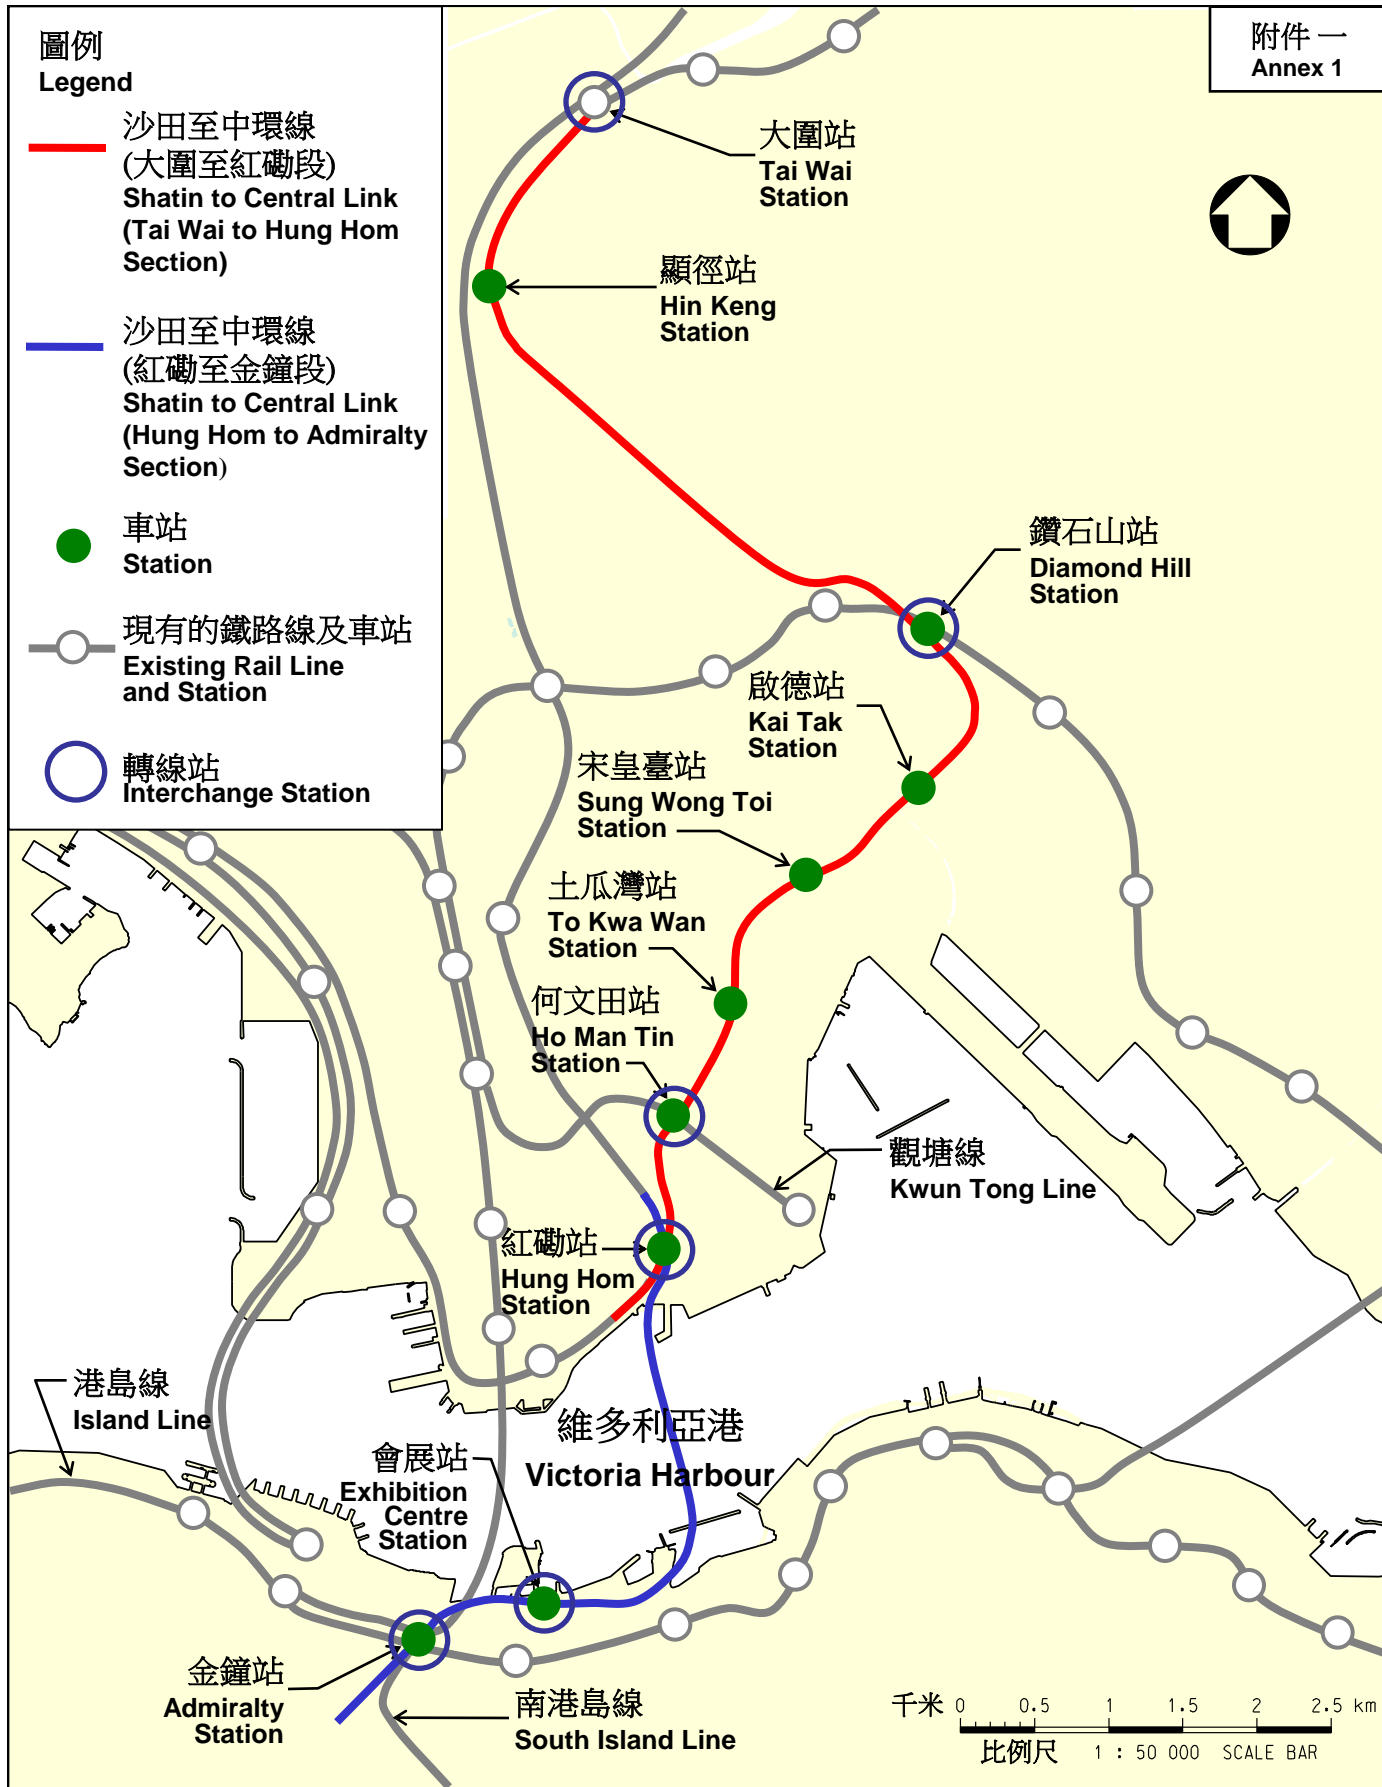 圖例
Legend
沙田至中環線
(大圍至紅磡段)
Shatin to Central Link
(Tai Wai to Hung Hom
Section)
沙田至中環線
(紅磡至金鐘段)
Shatin to Central Link
(Hung Hom to Admiralty
Section)
車站
Station
現有的鐵路線及車站
Existing Rail Line
and Station
轉線站
Interchange Station
附件 一
Annex 1
大圍站
Tai Wai
Station
顯徑站
Hin Keng
Station
鑽石山站
Diamond Hill
Station
啟德站
Kai Tak
Station
宋皇臺站
Sung Wong Toi
Station
土瓜灣站
To Kwa Wan
Station
何文田站
Ho Man Tin
Station
觀塘線
Kwun Tong Line
紅磡站
Hung Hom
Station
港島線
Island Line
維多利亞港
Victoria Harbour
會展站
Exhibition
Centre
Station
金鐘站
Admiralty
Station
南港島線
South Island Line
千米 0 0.5 1 1.5 2 2.5 km
比例尺 1 : 50 000 SCALE BAR